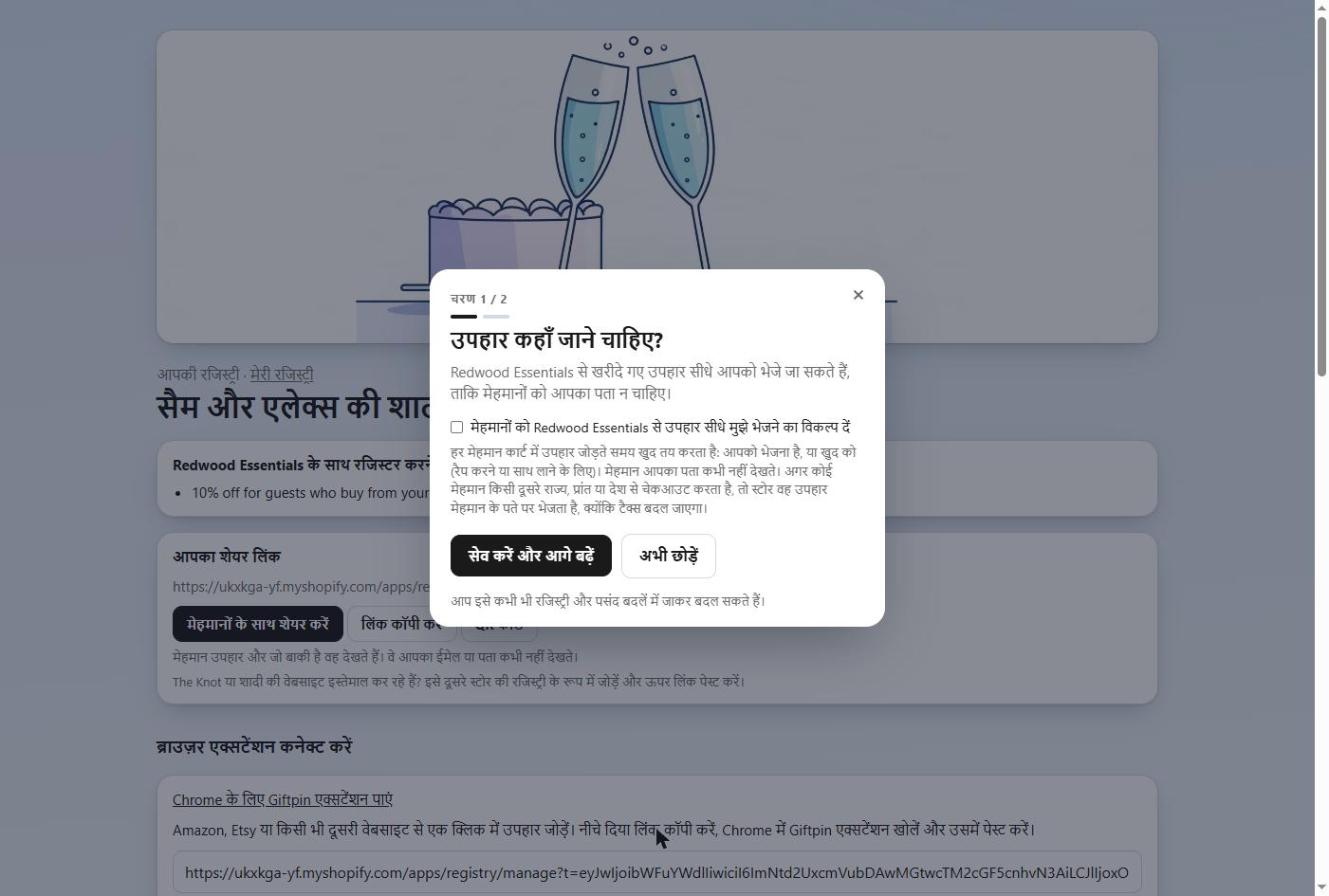 आपकी रजिस्ट्री · मेरी रजिस्ट्री
सैम और एलेक्स की
Redwood Essentials के साथ रजिस्टर
10% off for guests who buy from your
आपका शेयर लिंक
https://ukxkga-yf.myshopify.com/apps/re
मेहमानों के साथ शेयर करें
लिंक कॉपी करें
मेहमान उपहार और जो बाकी है वह देखते हैं। वे आपका ईमेल या पता कभी नहीं देखते।
The Knot या शादी की वेबसाइट इस्तेमाल कर रहे हैं? इसे दूसरे स्टोर की रजिस्ट्री के रूप में जोड़ें और ऊपर लिंक पेस्ट करें।
चरण 1 / 2
उपहार कहाँ जाने चाहिए?
Redwood Essentials से खरीदे गए उपहार सीधे आपको भेजे जा सकते हैं,
ताकि मेहमानों को आपका पता न चाहिए।
मेहमानों को Redwood Essentials से उपहार सीधे मुझे भेजने का विकल्प दें
हर मेहमान कार्ट में उपहार जोड़ते समय खुद तय करता है: आपको भेजना है, या खुद को
(रैप करने या साथ लाने के लिए)। मेहमान आपका पता कभी नहीं देखते। अगर कोई
मेहमान किसी दूसरे राज्य, प्रांत या देश से चेकआउट करता है, तो स्टोर वह उपहार
मेहमान के पते पर भेजता है, क्योंकि टैक्स बदल जाएगा।
सेव करें और आगे बढ़ें
अभी छोड़ें
आप इसे कभी भी रजिस्ट्री और पसंद बदलें में जाकर बदल सकते हैं।
ब्राउज़र एक्सटेंशन कनेक्ट करें
Chrome के लिए Giftpin एक्सटेंशन पाएं
Amazon, Etsy या किसी भी दूसरी वेबसाइट से एक क्लिक में उपहार जोड़ें। नीचे दिया लिंक कॉपी करें, Chrome में Giftpin एक्सटेंशन खोलें और उसमें पेस्ट करें।
https://ukxkga-yf.myshopify.com/apps/registry/manage?t=eyJwIjoibWFuYWdlIiwiciI6ImNtd2UxcmVubDAwMGtwcTM2cGF5cnhvN3AiLCJlIjoxO